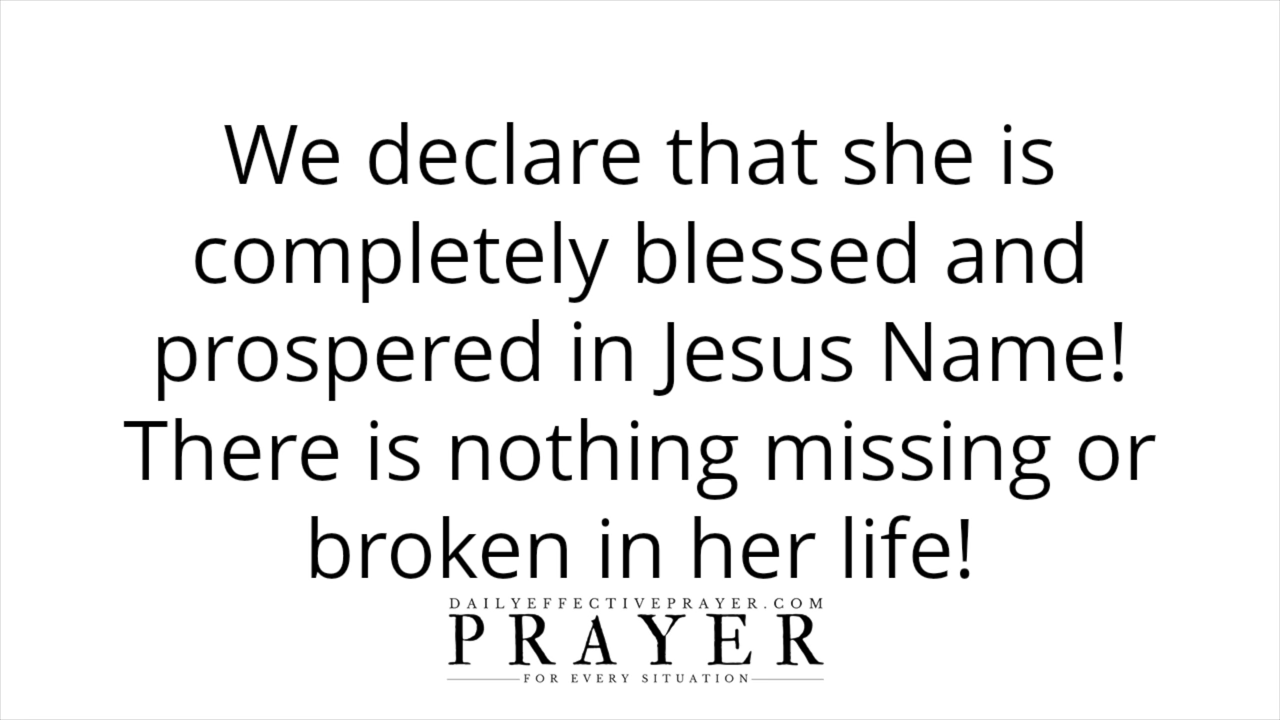 We declare that she is
completely blessed and
prospered in Jesus Name!
There is nothing missing or
broken in her life!
DAILYEFFECTIVEPRAYER.COM
PRAYER
FOR EVERY SITUATION